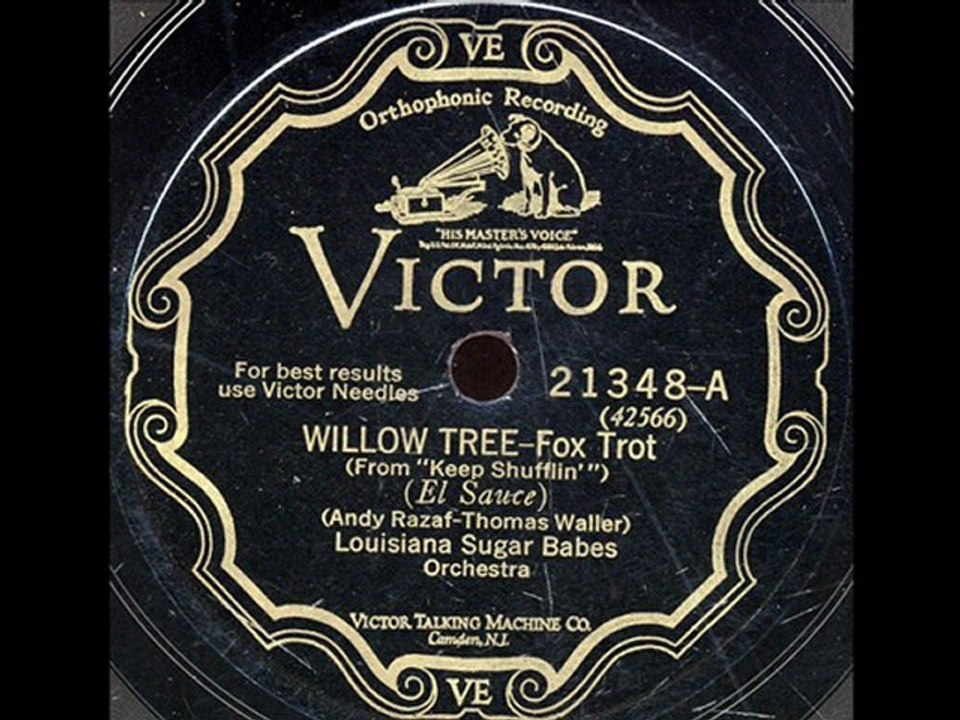 VE
Orthophonic Recording
"HIS MASTER'S VOICE"
VICTOR
For best results
use Victor Needles
21348-A
(42566)
WILLOW TREE-Fox Trot
(From "Keep Shufflin'")
(El Sauce)
(Andy Razaf-Thomas Waller)
Louisiana Sugar Babes
Orchestra
VICTOR TALKING MACHINE CO.
Camden, N.J.
VE